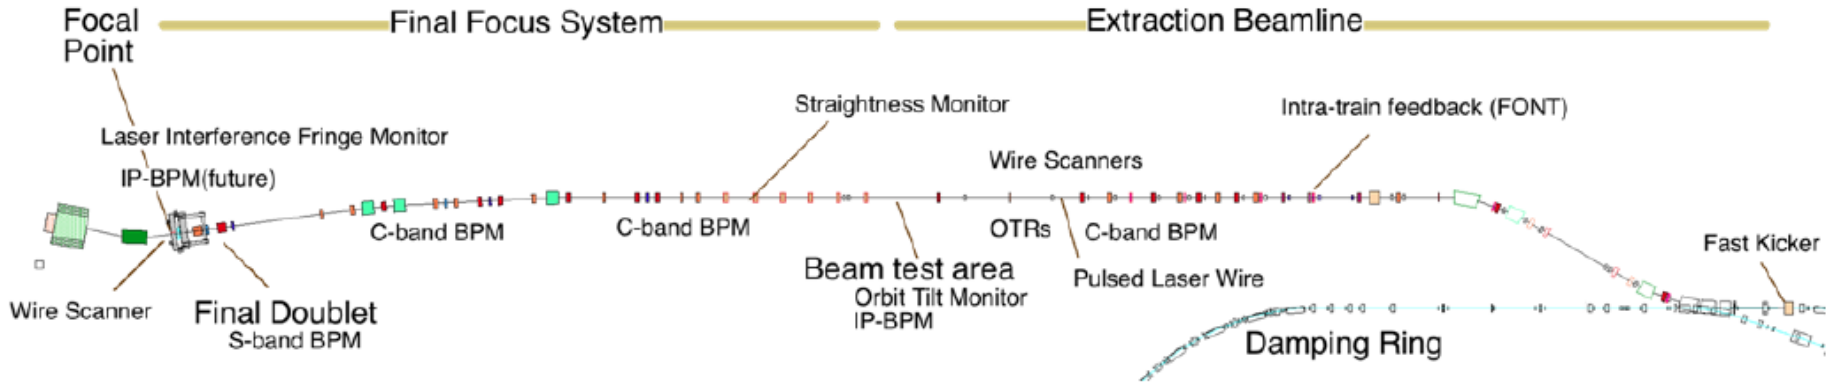 Focal
Point
Final Focus System
Extraction Beamline
Straightness Monitor
Intra-train feedback (FONT)
Laser Interference Fringe Monitor
IP-BPM(future)
Wire Scanners
C-band BPM
C-band BPM
OTRs
C-band BPM
Fast Kicker
Beam test area
Orbit Tilt Monitor
IP-BPM
Pulsed Laser Wire
Wire Scanner
Final Doublet
S-band BPM
Damping Ring